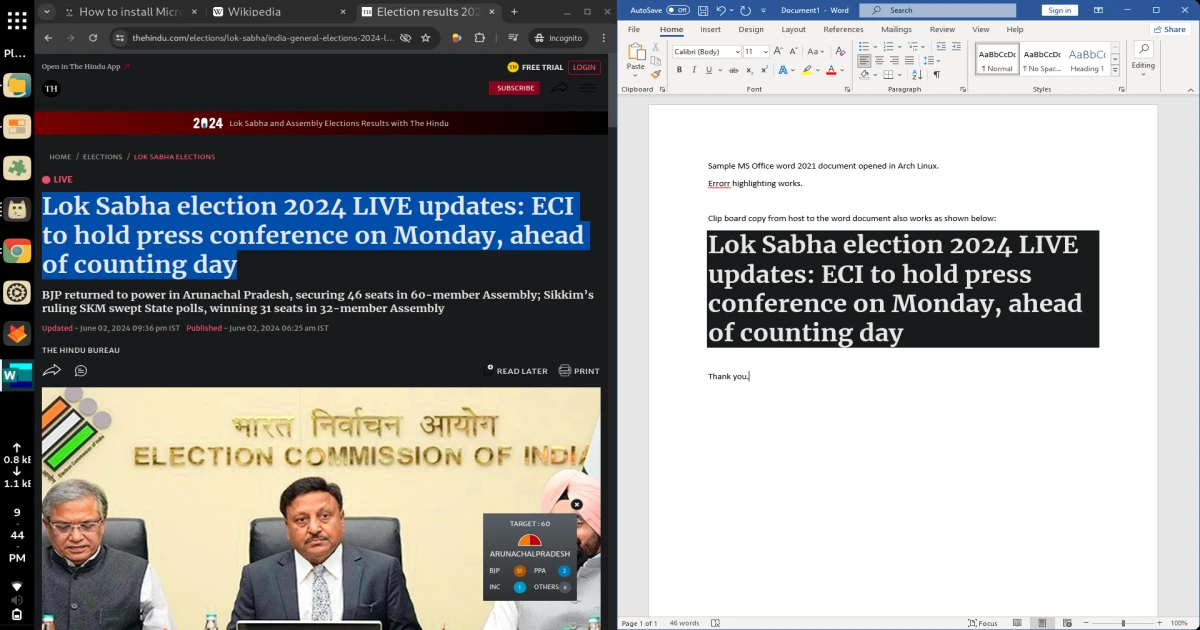 Pl...
How to install Micr
Wikipedia
Election results 202
thehindu.com/elections/lok-sabha/india-general-elections-2024-l...
Incognito
Open in The Hindu App
TH
FREE TRIAL
LOGIN
TH
SUBSCRIBE
2024 Lok Sabha and Assembly Elections Results with The Hindu
HOME / ELECTIONS / LOK SABHA ELECTIONS
LIVE
Lok Sabha election 2024 LIVE updates: ECI
to hold press conference on Monday, ahead
of counting day
BJP returned to power in Arunachal Pradesh, securing 46 seats in 60-member Assembly; Sikkim's
ruling SKM swept State polls, winning 31 seats in 32-member Assembly
Updated - June 02, 2024 09:36 pm IST Published - June 02, 2024 06:25 am IST
THE HINDU BUREAU
READ LATER
PRINT
भारत निर्वाचन आयोग
ELECTION COMMISSION OF INDIA
TARGET : 60
ARUNACHALPRADESH
BJP
PPA 2
INC 1 OTHERS
W
0.8 kB
1.1 kB
9
44
PM
AutoSave Off
Document1 - Word
Search
Sign in
File Home Insert Draw Design Layout References Mailings Review View Help
Share
Paste
Clipboard
Calibri (Body) 11
B I U ab x₂ x²
Font
Paragraph
AaBbCcDc
¶ Normal
AaBbCcDc
¶ No Spac...
AaBbCc
Heading 1
Styles
Editing
Sample MS Office word 2021 document opened in Arch Linux.
Errorr highlighting works.
Clip board copy from host to the word document also works as shown below:
Lok Sabha election 2024 LIVE
updates: ECI to hold press
conference on Monday, ahead
of counting day
Thank you.
Page 1 of 1 46 words
Focus
100%